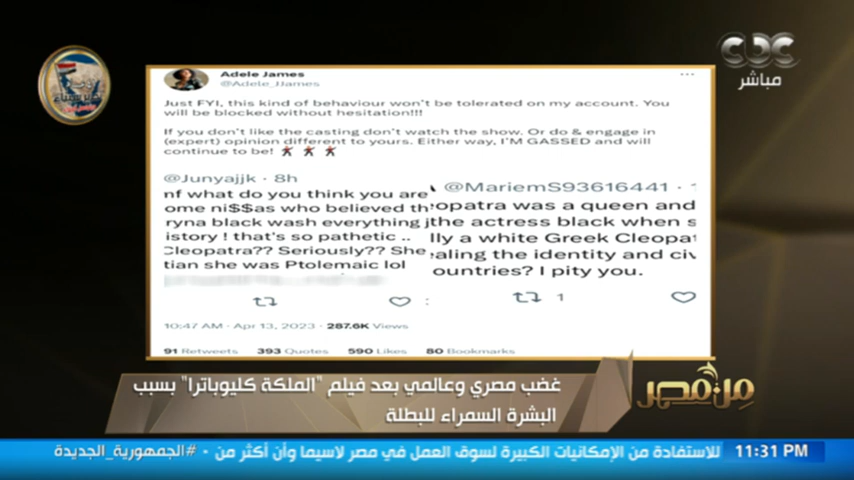 CBC
مباشر
Adele James
@Adele_JJames
Just FYI, this kind of behaviour won't be tolerated on my account. You
will be blocked without hesitation!!!
If you don't like the casting don't watch the show. Or do & engage in
(expert) opinion different to yours. Either way, I'M GASSED and will
continue to be!
@Junyajjk · 8h
nf what do you think you are
ome ni$$as who believed th
ryna black wash everything j
istory ! that's so pathetic ..
Cleopatra?? Seriously?? She
tian she was Ptolemaic lol
@MariemS93616441 ·
opatra was a queen and
the actress black when s
lly a white Greek Cleopat
ealing the identity and civ
ountries? I pity you.
1
10:47 AM · Apr 13, 2023 · 287.6K Views
91 Retweets 393 Quotes 590 Likes 80 Bookmarks
غضب مصري وعالمي بعد فيلم "الملكة كليوباترا" بسبب
البشرة السمراء للبطلة
من مصر
11:31 PM
للاستفادة من الإمكانيات الكبيرة لسوق العمل في مصر لاسيما وأن أكثر من - #الجمهورية_الجديدة